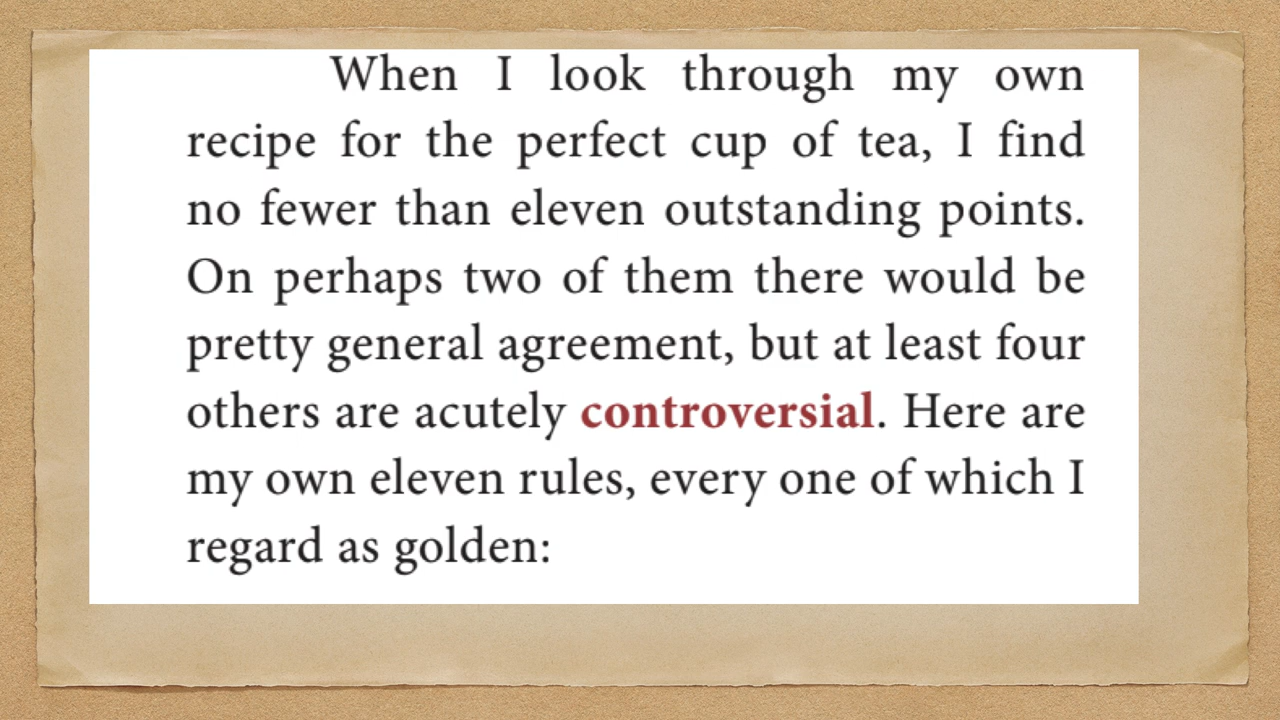 When I look through my own
recipe for the perfect cup of tea, I find
no fewer than eleven outstanding points.
On perhaps two of them there would be
pretty general agreement, but at least four
others are acutely controversial. Here are
my own eleven rules, every one of which I
regard as golden: